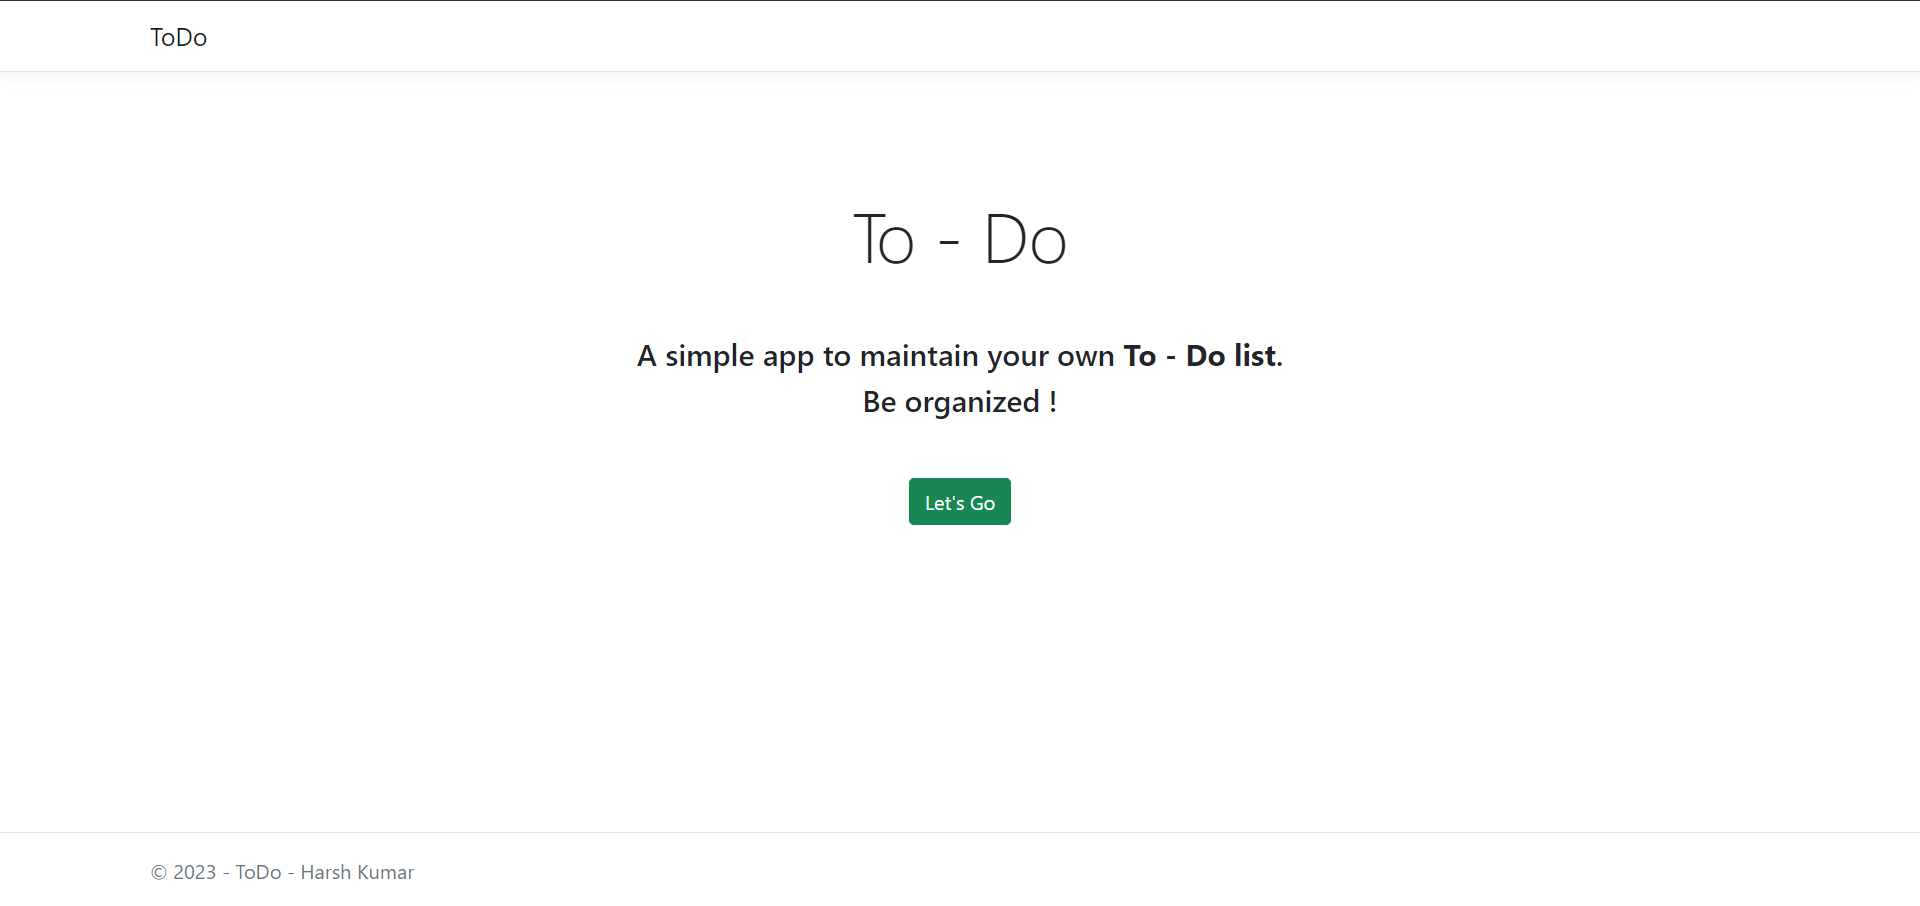 ToDo
To - Do
A simple app to maintain your own To - Do list.
Be organized !
Let's Go
© 2023 - ToDo - Harsh Kumar